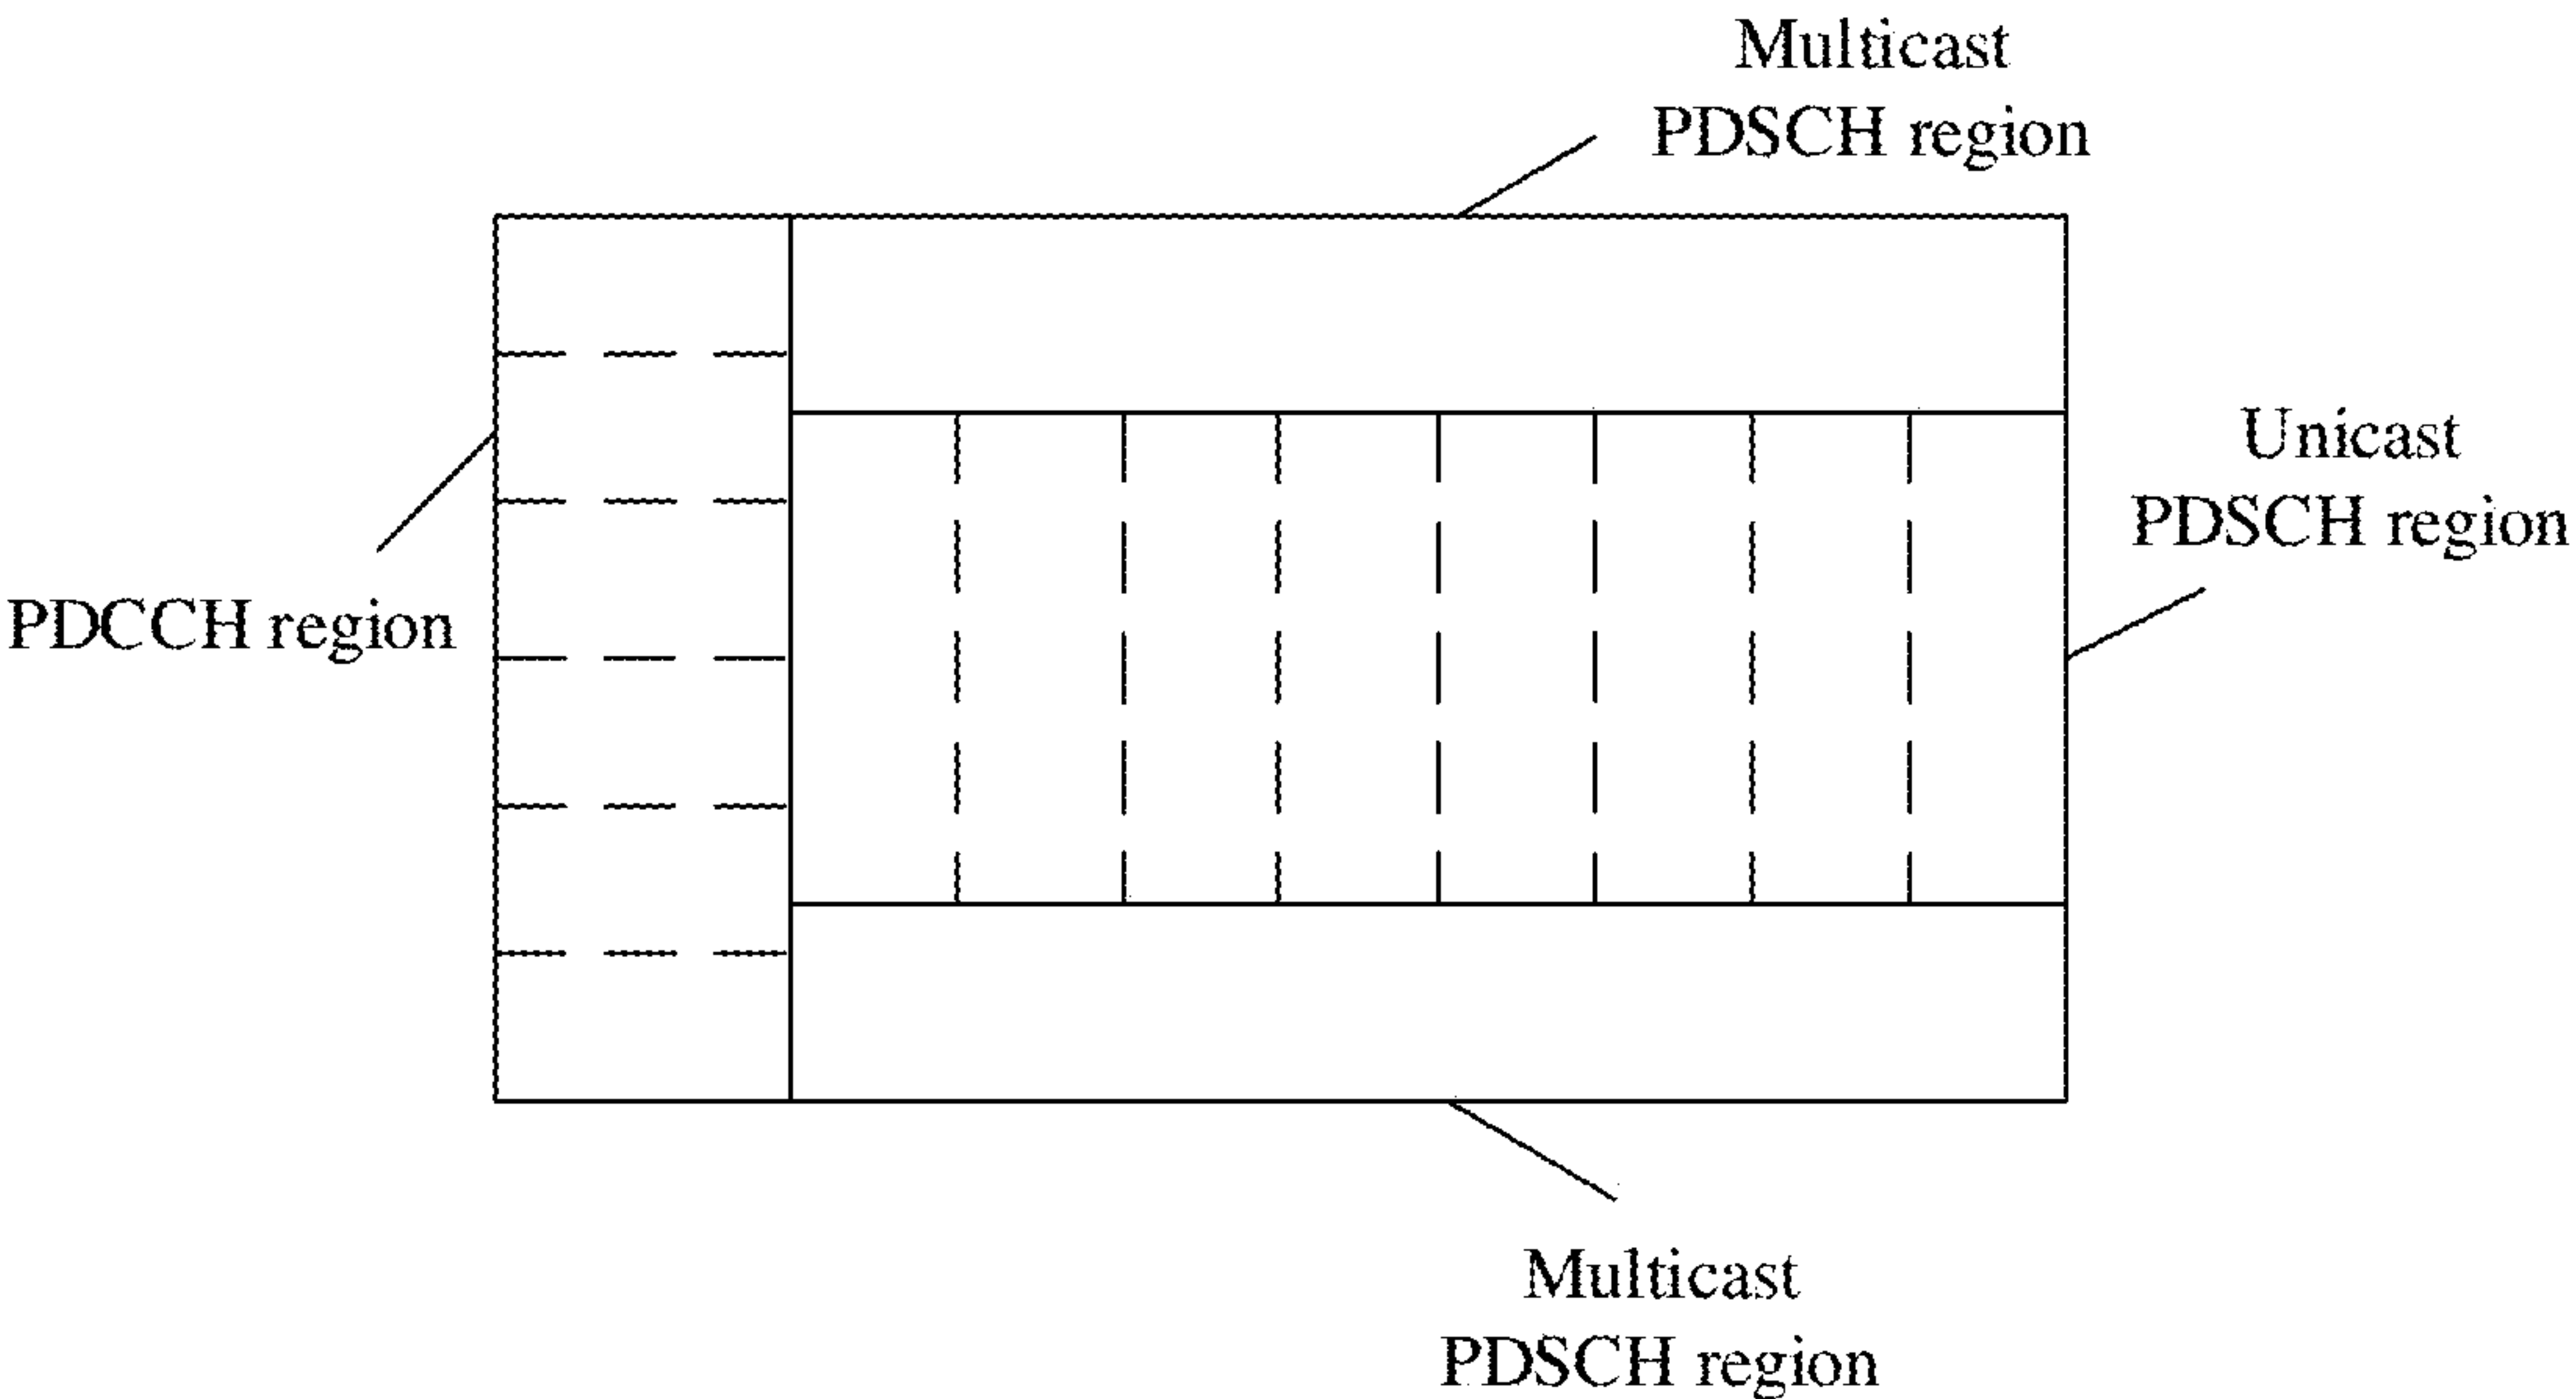 Multicast
PDSCH region
Unicast
PDSCH region
PDCCH region
Multicast
PDSCH region